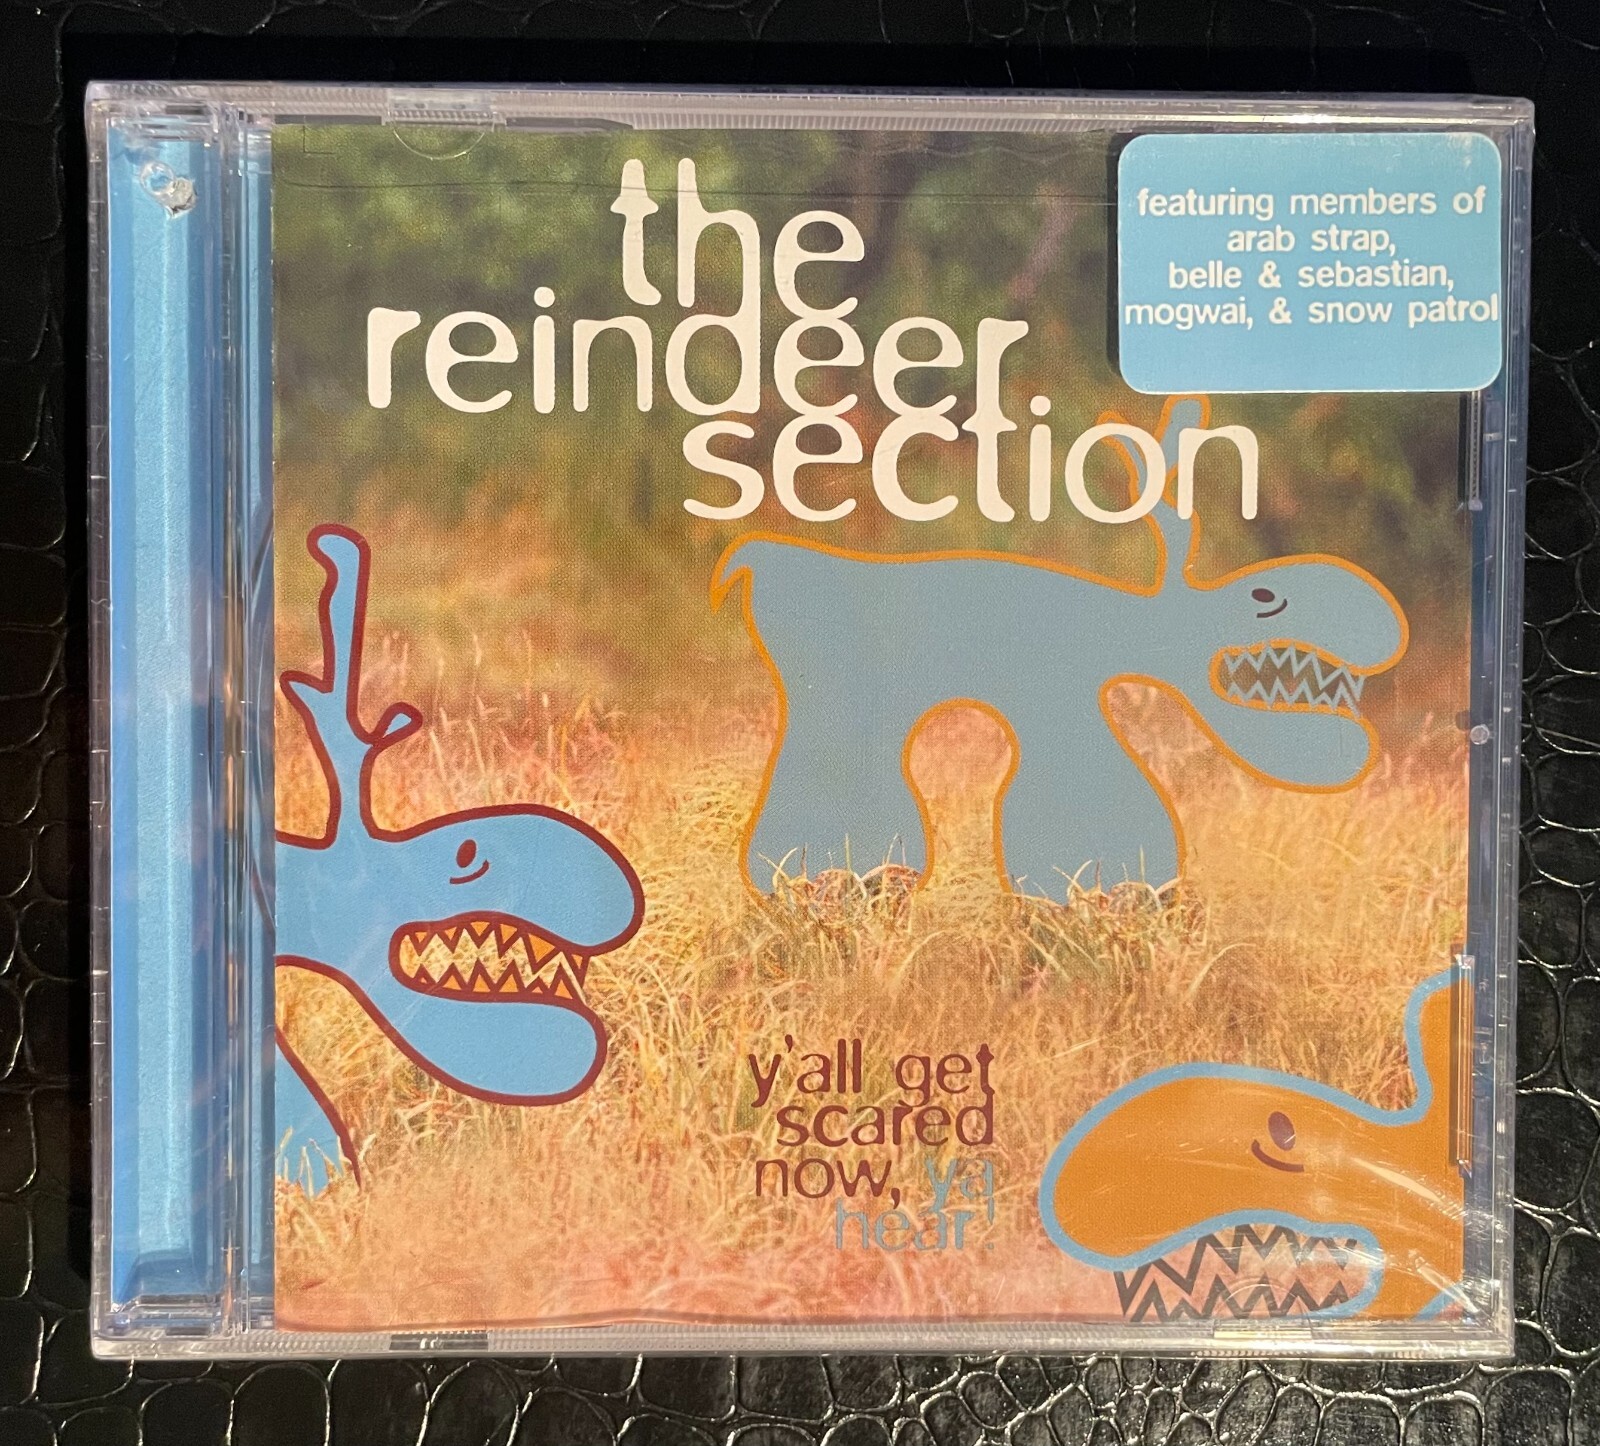 the
reindeer
section
featuring members of
arab strap,
belle & sebastian,
mogwai, & snow patrol
y'all get
scared
now, ya
hear!